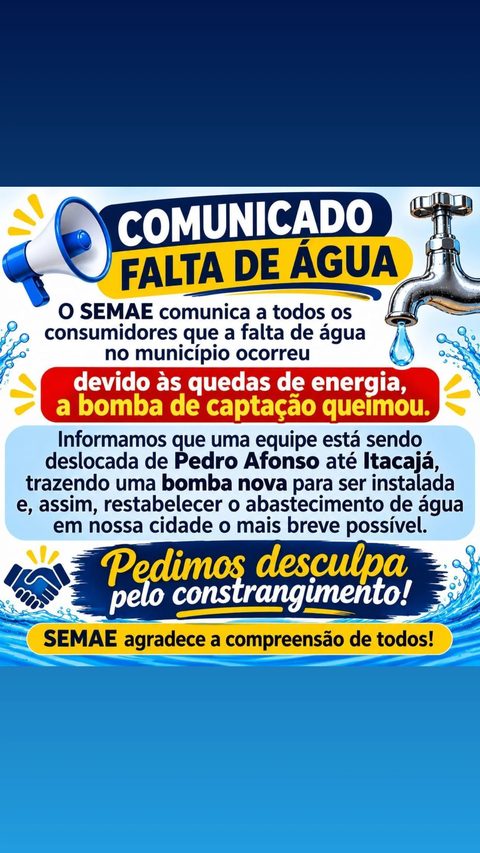 COMUNICADO
FALTA DE ÁGUA
O SEMAE comunica a todos os
consumidores que a falta de água
no município ocorreu
devido às quedas de energia,
a bomba de captação queimou.
Informamos que uma equipe está sendo
deslocada de Pedro Afonso até Itacajá,
trazendo uma bomba nova para ser instalada
e, assim, restabelecer o abastecimento de água
em nossa cidade o mais breve possível.
Pedimos desculpa
pelo constrangimento!
SEMAE agradece a compreensão de todos!